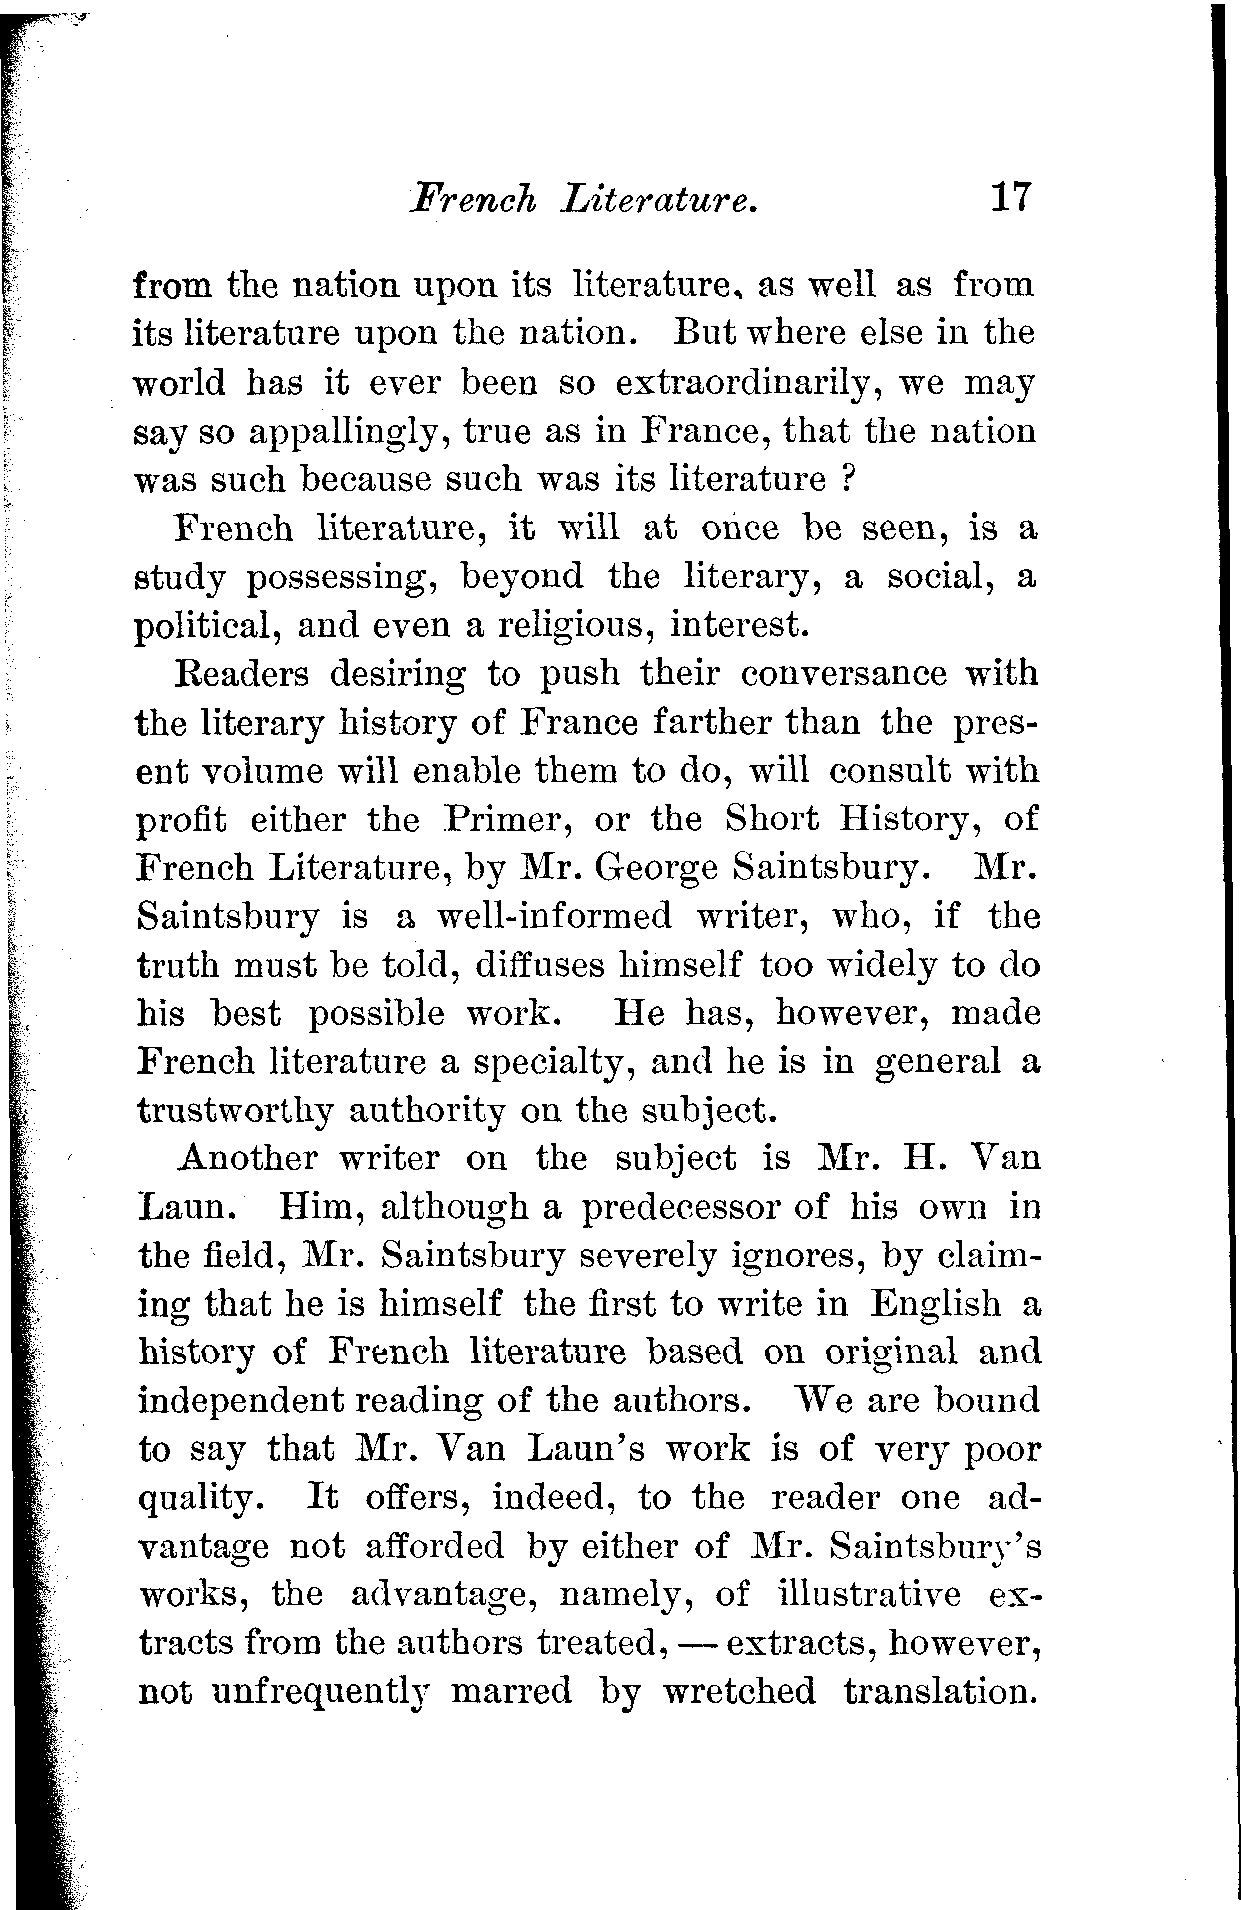 French Literature. 17
from the nation upon its literature, as well as from
its literature upon the nation. But where else in the
world has it ever been so extraordinarily, we may
say so appallingly, true as in France, that the nation
was such because such was its literature ?
French literature, it will at once be seen, is a
study possessing, beyond the literary, a social, a
political, and even a religious, interest.
Readers desiring to push their conversance with
the literary history of France farther than the pres-
ent volume will enable them to do, will consult with
profit either the Primer, or the Short History, of
French Literature, by Mr. George Saintsbury. Mr.
Saintsbury is a well-informed writer, who, if the
truth must be told, diffuses himself too widely to do
his best possible work. He has, however, made
French literature a specialty, and he is in general a
trustworthy authority on the subject.
Another writer on the subject is Mr. H. Van
Laun. Him, although a predecessor of his own in
the field, Mr. Saintsbury severely ignores, by claim-
ing that he is himself the first to write in English a
history of French literature based on original and
independent reading of the authors. We are bound
to say that Mr. Van Laun's work is of very poor
quality. It offers, indeed, to the reader one ad-
vantage not afforded by either of Mr. Saintsbury's
works, the advantage, namely, of illustrative ex-
tracts from the authors treated, — extracts, however,
not unfrequently marred by wretched translation.